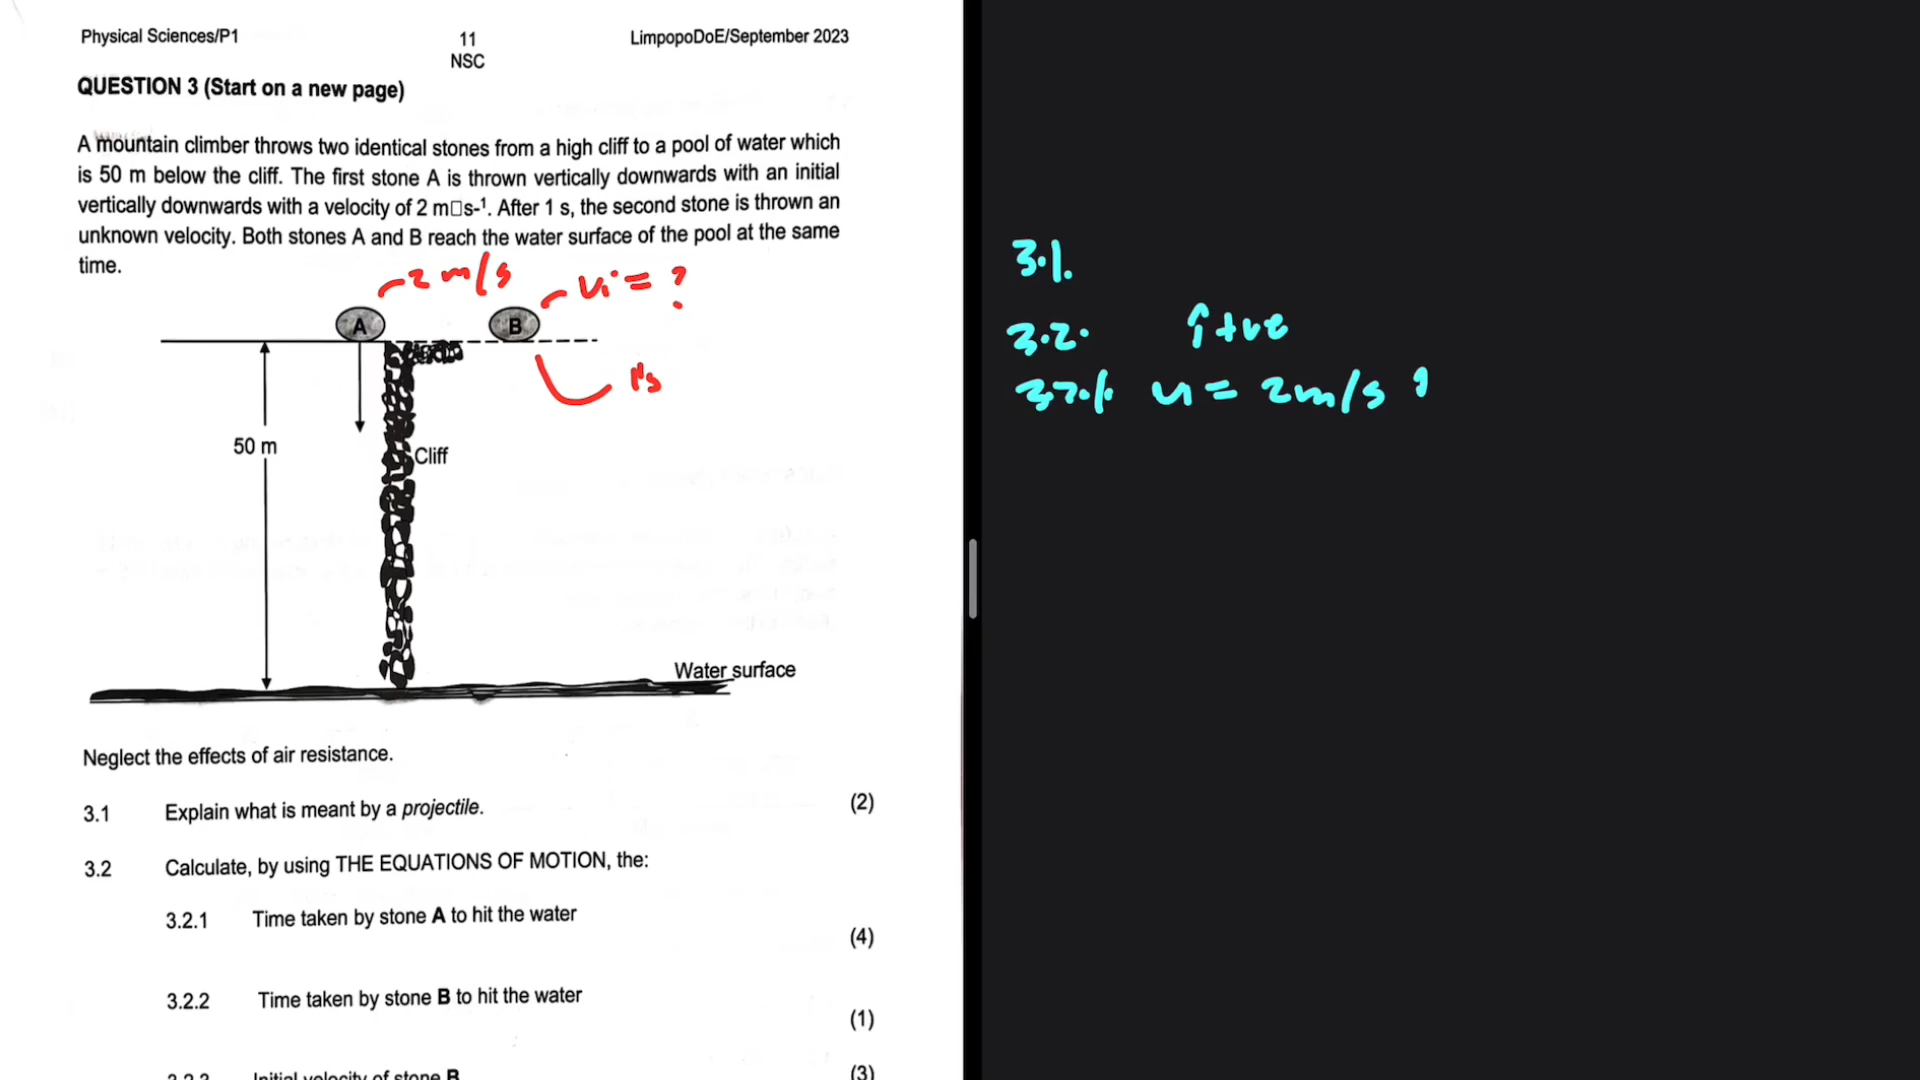 Physical Sciences/P1 11 LimpopoDoE/September 2023
NSC
QUESTION 3 (Start on a new page)
A mountain climber throws two identical stones from a high cliff to a pool of water which
is 50 m below the cliff. The first stone A is thrown vertically downwards with an initial
vertically downwards with a velocity of 2 m□s-¹. After 1 s, the second stone is thrown an
unknown velocity. Both stones A and B reach the water surface of the pool at the same
time.
2 m/s
vi = ?
A
B
1s
50 m
Cliff
Water surface
Neglect the effects of air resistance.
3.1 Explain what is meant by a projectile. (2)
3.2 Calculate, by using THE EQUATIONS OF MOTION, the:
3.2.1 Time taken by stone A to hit the water
(4)
3.2.2 Time taken by stone B to hit the water
(1)
3.2.3 Initial velocity of stone B (3)
3.1.
3.2. ↑+ve
u = 2m/s